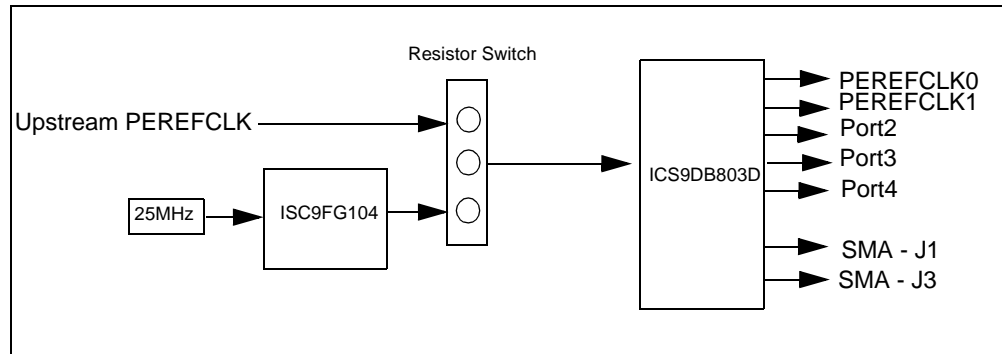 Resistor Switch
Upstream PEREFCLK
25MHz
ISC9FG104
ICS9DB803D
PEREFCLK0
PEREFCLK1
Port2
Port3
Port4
SMA - J1
SMA - J3